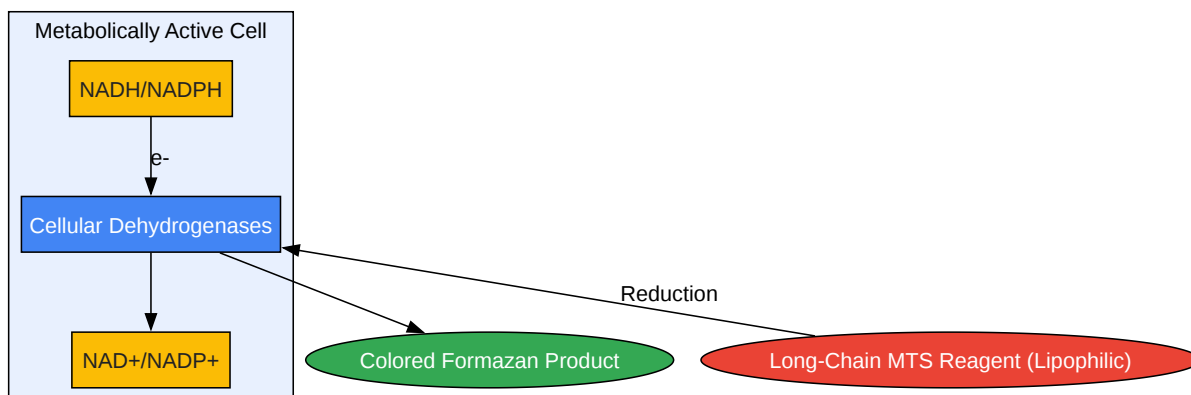 Metabolically Active Cell
NADH/NADPH
e-
Cellular Dehydrogenases
Reduction
NAD+/NADP+
Colored Formazan Product
Long-Chain MTS Reagent (Lipophilic)